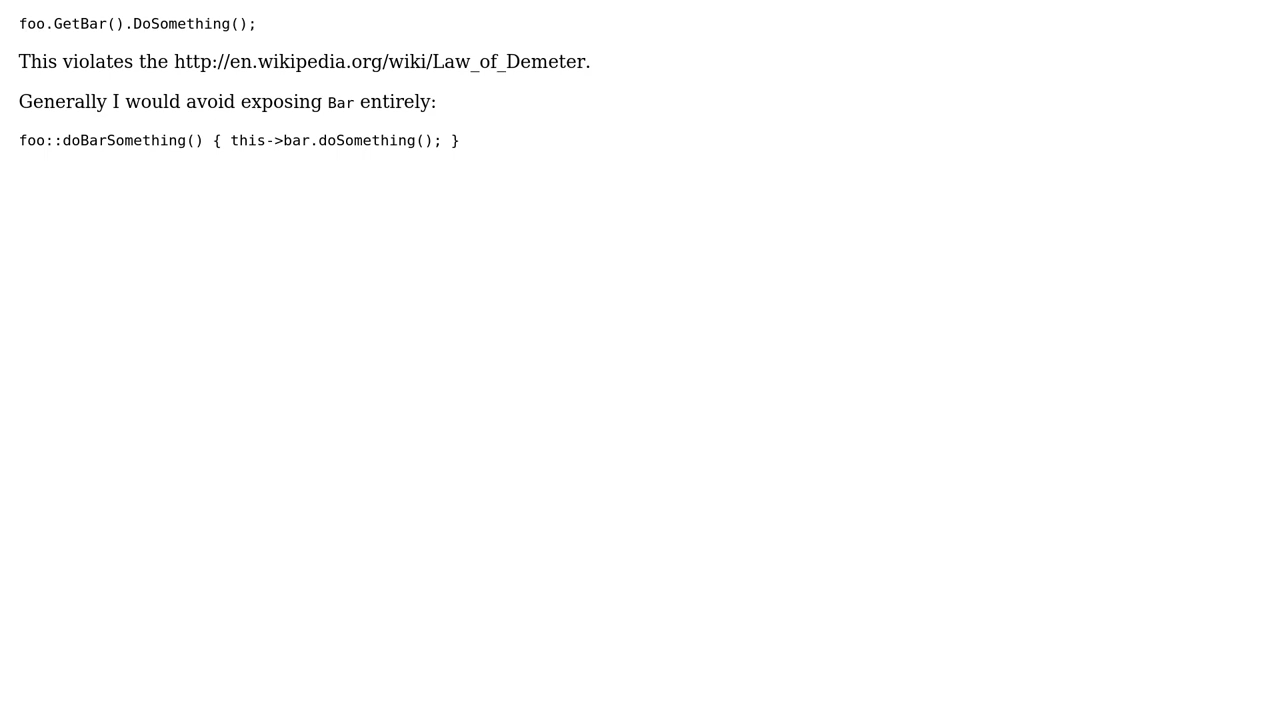 foo.GetBar().DoSomething();
This violates the http://en.wikipedia.org/wiki/Law_of_Demeter.
Generally I would avoid exposing Bar entirely:
foo::doBarSomething() { this->bar.doSomething(); }